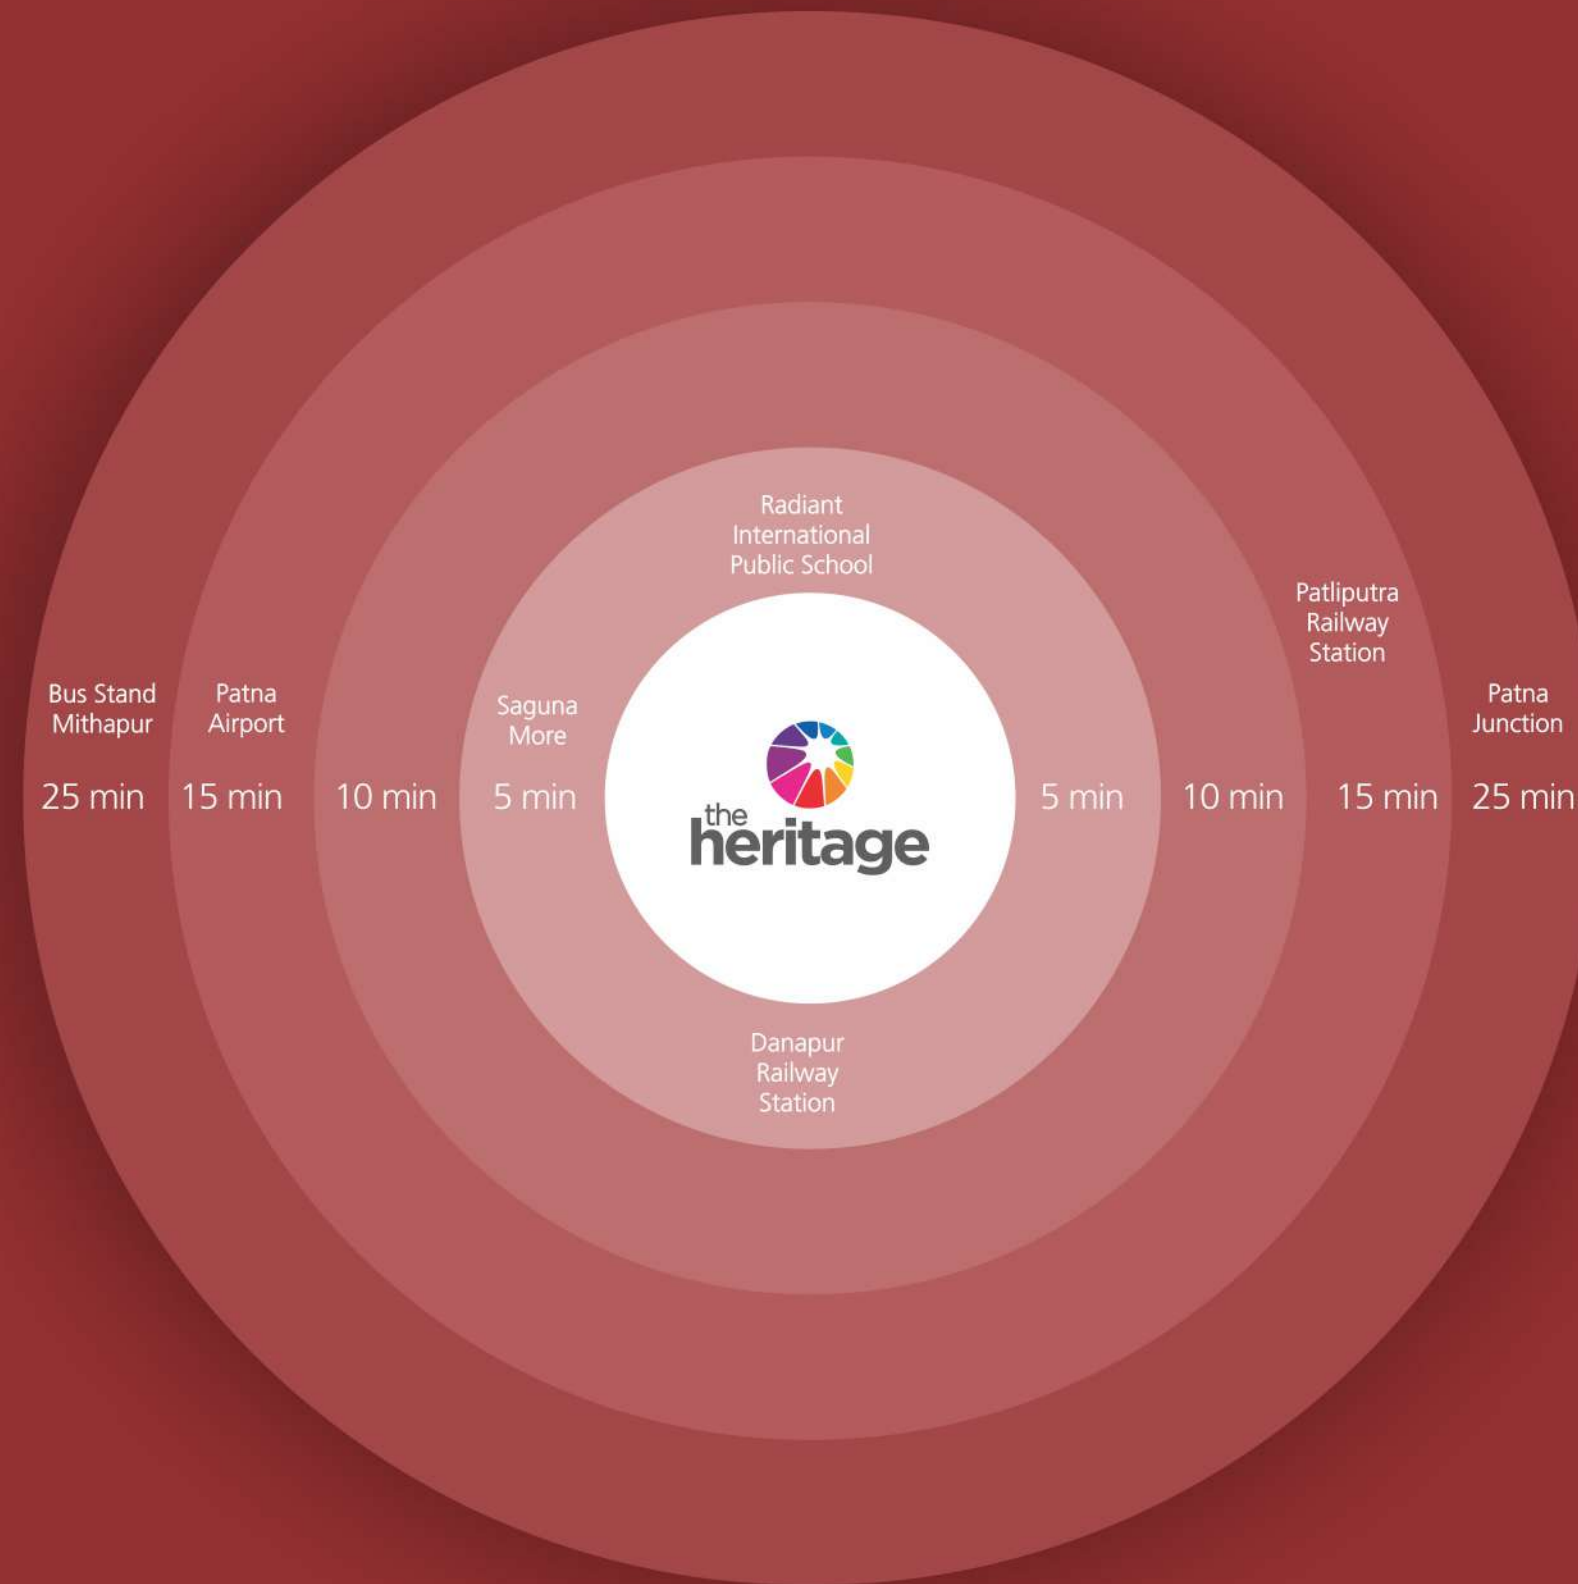 Radiant
International
Public School
Patliputra
Railway
Station
Bus Stand
Mithapur
Patna
Airport
Saguna
More
Patna
Junction
25 min
15 min
10 min
5 min
the
heritage
5 min
10 min
15 min
25 min
Danapur
Railway
Station